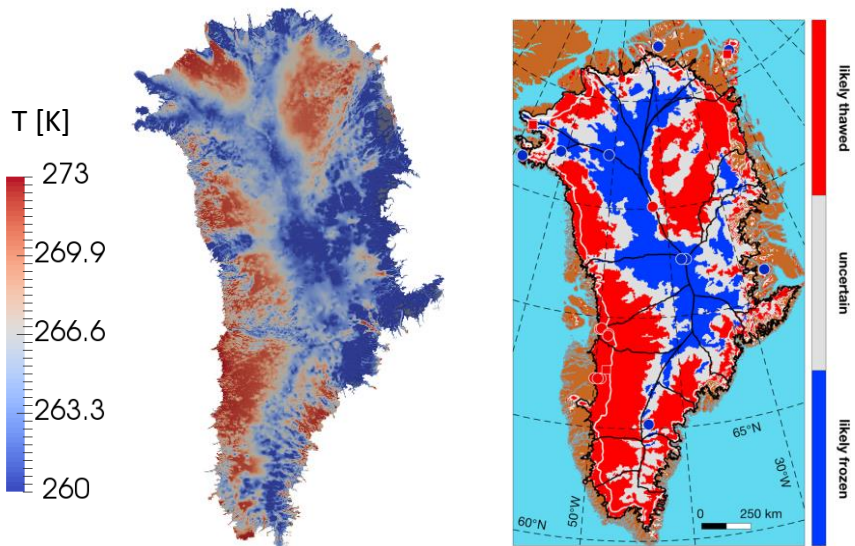 T [K]
273
269.9
266.6
263.3
260
likely thawed
uncertain
likely frozen
65°N
30°W
50°W
60°N
0 250 km